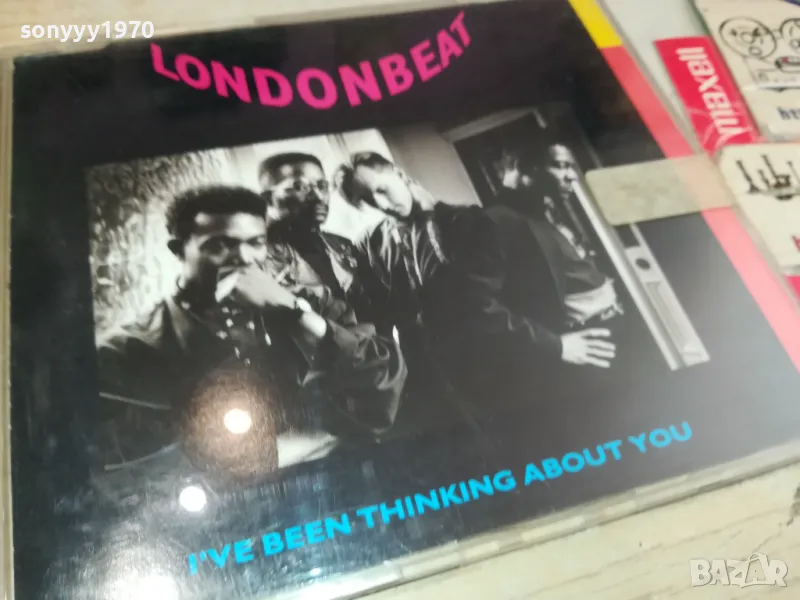 sonyyy1970
LONDONBEAT
maxell
I'VE BEEN THINKING ABOUT YOU
BAZAR